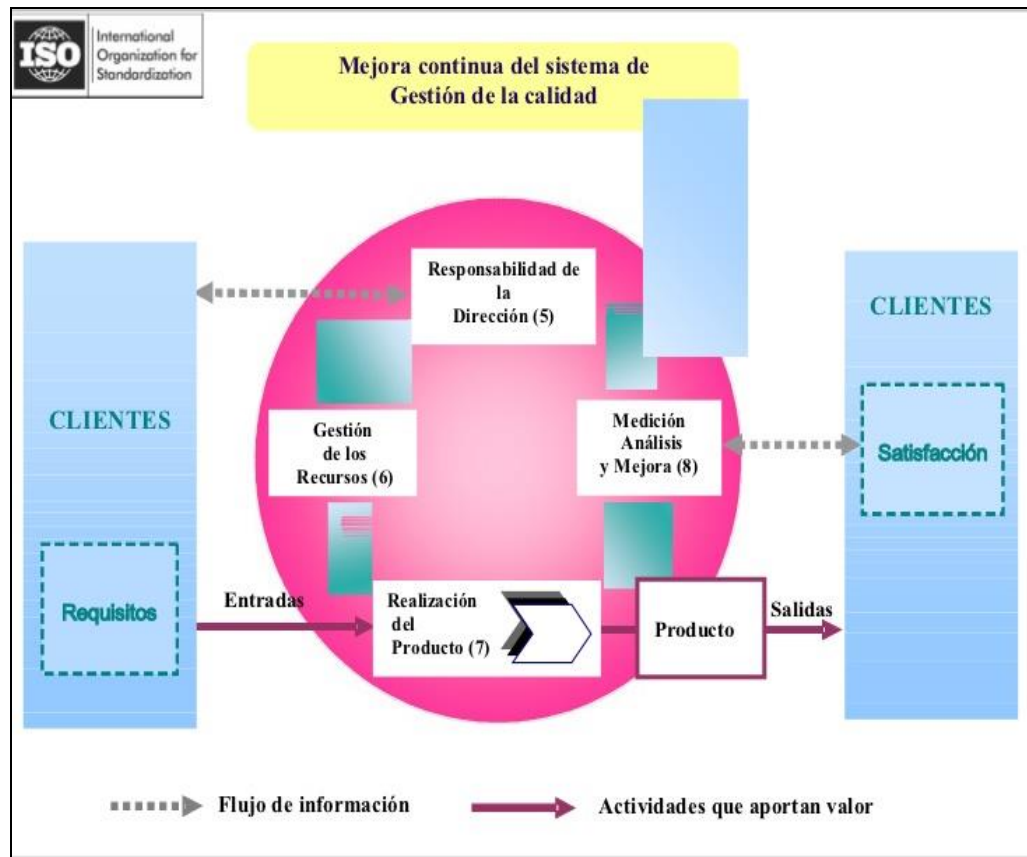 ISO
International
Organization for
Standardization
Mejora continua del sistema de
Gestión de la calidad
Responsabilidad de
la
Dirección (5)
CLIENTES
CLIENTES
Gestión
de los
Recursos (6)
Medición
Análisis
y Mejora (8)
Satisfacción
Requisitos
Entradas
Realización
del
Producto (7)
Producto
Salidas
Flujo de información
Actividades que aportan valor